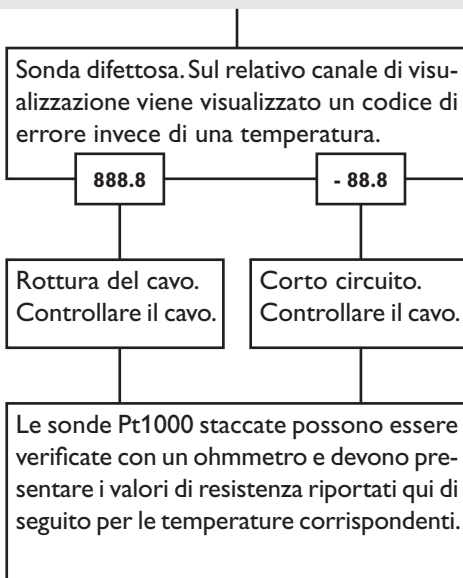 Sonda difettosa. Sul relativo canale di visu-
alizzazione viene visualizzato un codice di
errore invece di una temperatura.
888.8
- 88.8
Rottura del cavo.
Controllare il cavo.
Corto circuito.
Controllare il cavo.
Le sonde Pt1000 staccate possono essere
verificate con un ohmmetro e devono pre-
sentare i valori di resistenza riportati qui di
seguito per le temperature corrispondenti.